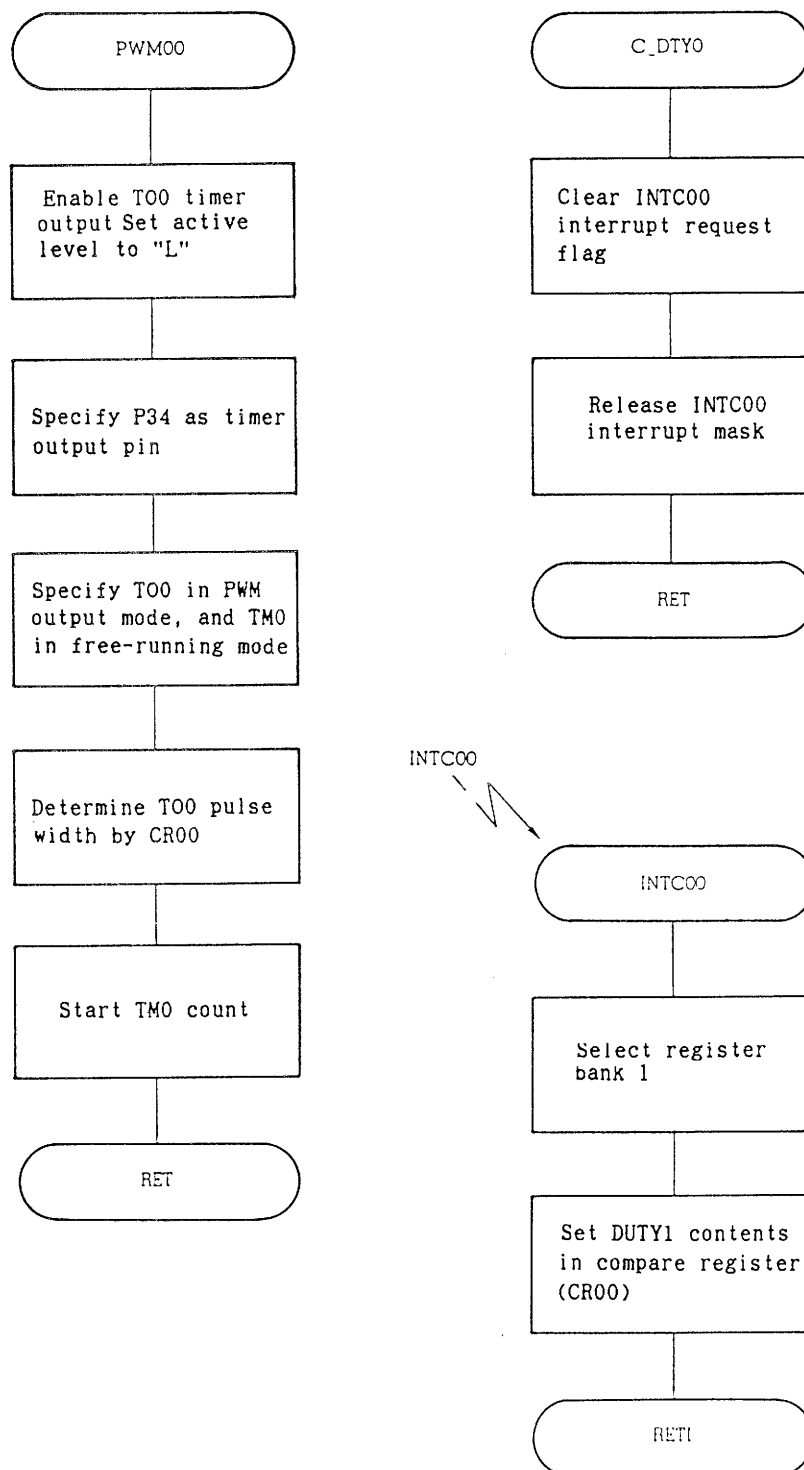 PWM00
Enable TO0 timer
output Set active
level to "L"
Specify P34 as timer
output pin
Specify TO0 in PWM
output mode, and TM0
in free-running mode
Determine TO0 pulse
width by CR00
Start TM0 count
RET
C_DTY0
Clear INTC00
interrupt request
flag
Release INTC00
interrupt mask
RET
INTC00
INTC00
Select register
bank 1
Set DUTY1 contents
in compare register
(CR00)
RETI